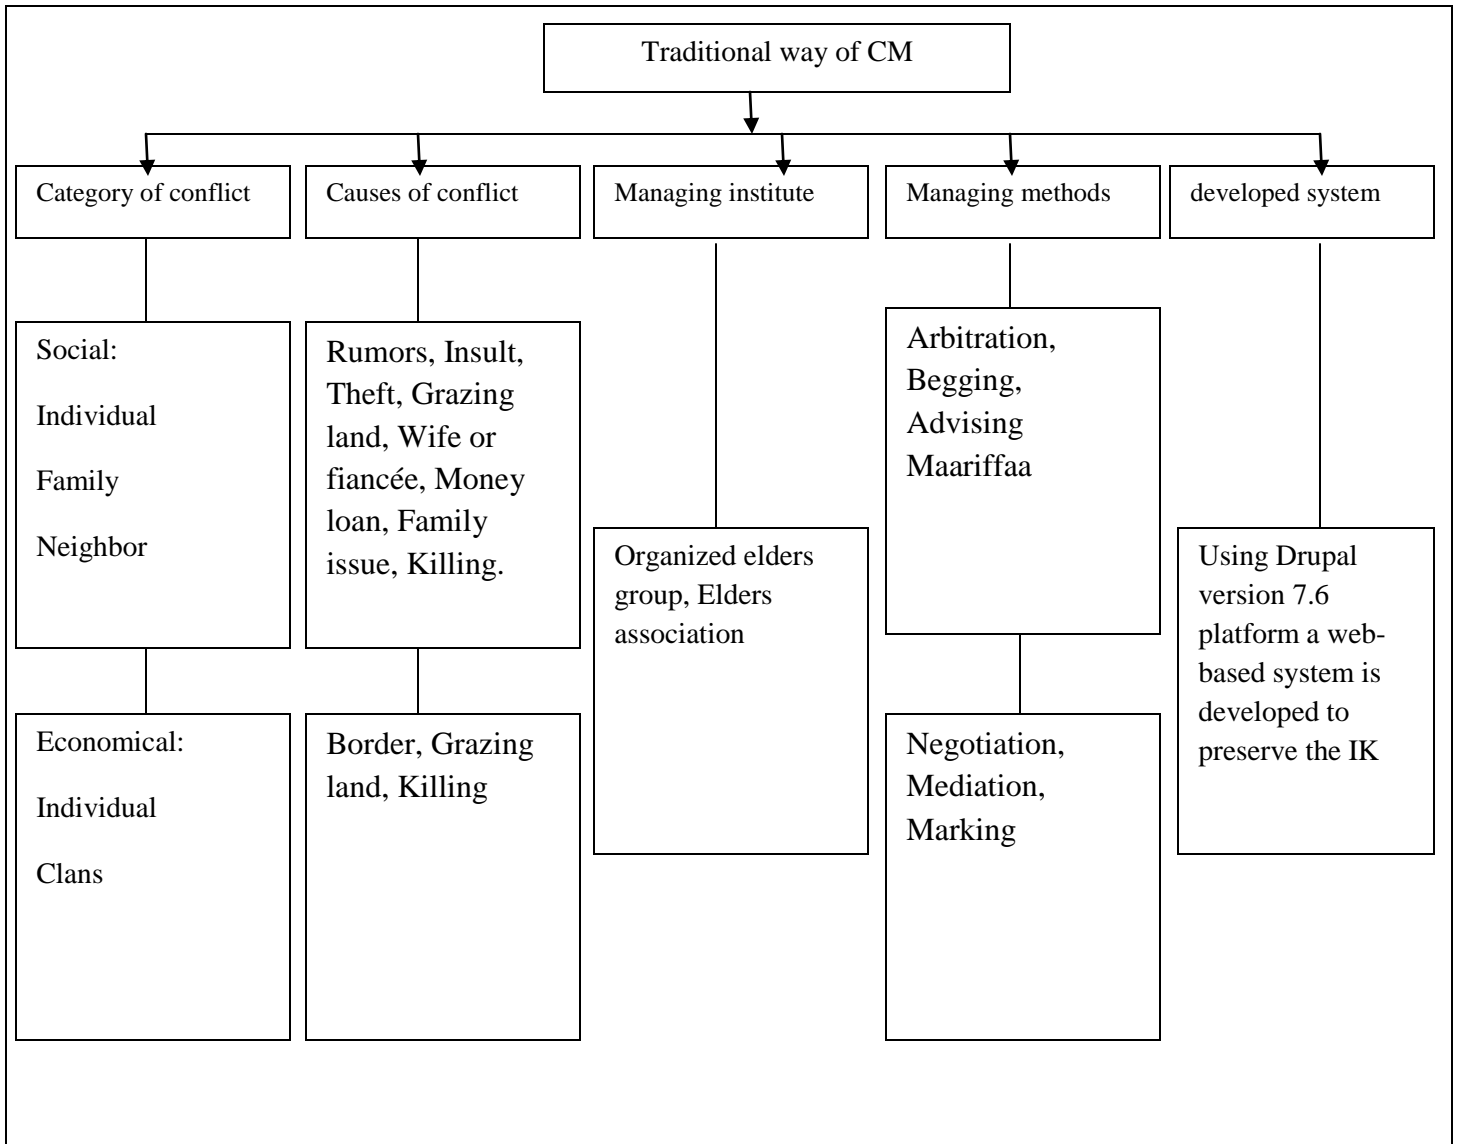 Traditional way of CM
Category of conflict
Causes of conflict
Managing institute
Managing methods
developed system
Social:
Individual
Family
Neighbor
Rumors, Insult,
Theft, Grazing
land, Wife or
fiancée, Money
loan, Family
issue, Killing.
Organized elders
group, Elders
association
Arbitration,
Begging,
Advising
Maariffaa
Using Drupal
version 7.6
platform a web-
based system is
developed to
preserve the IK
Economical:
Individual
Clans
Border, Grazing
land, Killing
Negotiation,
Mediation,
Marking